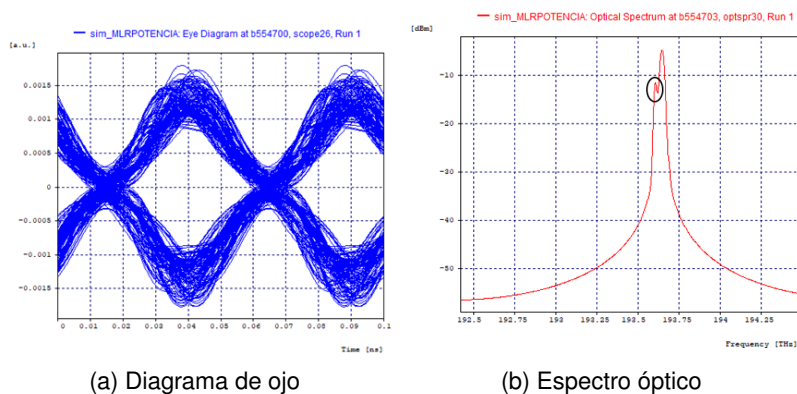 sim_MLRPOTENCIA: Eye Diagram at b554700, scope26, Run 1
[a.u.]
0.0015
0.001
0.0005
0
-0.0005
-0.001
-0.0015
0 0.01 0.02 0.03 0.04 0.05 0.06 0.07 0.08 0.09 0.1
Time [ns]
(a) Diagrama de ojo
sim_MLRPOTENCIA: Optical Spectrum at b554703, optspr30, Run 1
[dBm]
-10
-20
-30
-40
-50
192.5 192.75 193 193.25 193.5 193.75 194 194.25
Frequency [THz]
(b) Espectro óptico